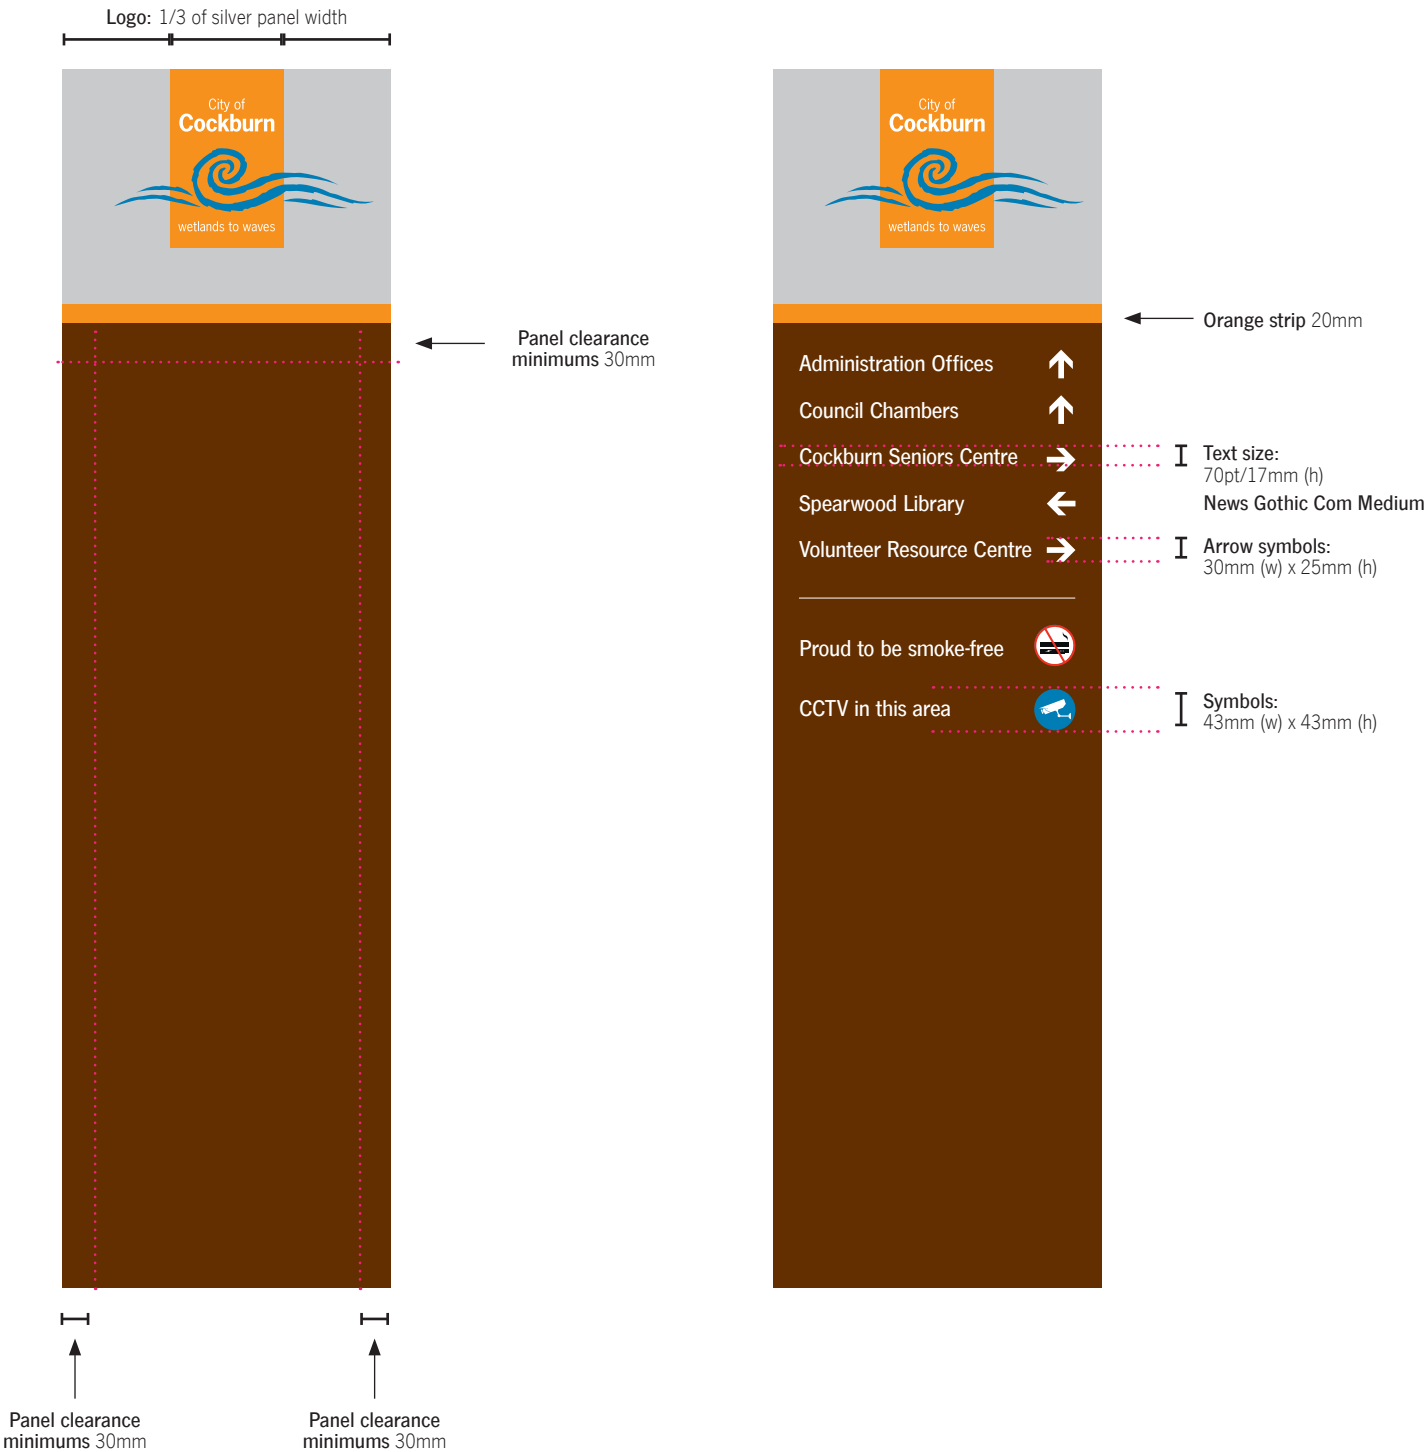 Logo: 1/3 of silver panel width
City of
Cockburn
wetlands to waves
Panel clearance
minimums 30mm
Panel clearance
minimums 30mm
Panel clearance
minimums 30mm
City of
Cockburn
wetlands to waves
Orange strip 20mm
Administration Offices
Council Chambers
Cockburn Seniors Centre
Spearwood Library
Volunteer Resource Centre
Proud to be smoke-free
CCTV in this area
Text size:
70pt/17mm (h)
News Gothic Com Medium
Arrow symbols:
30mm (w) x 25mm (h)
Symbols:
43mm (w) x 43mm (h)